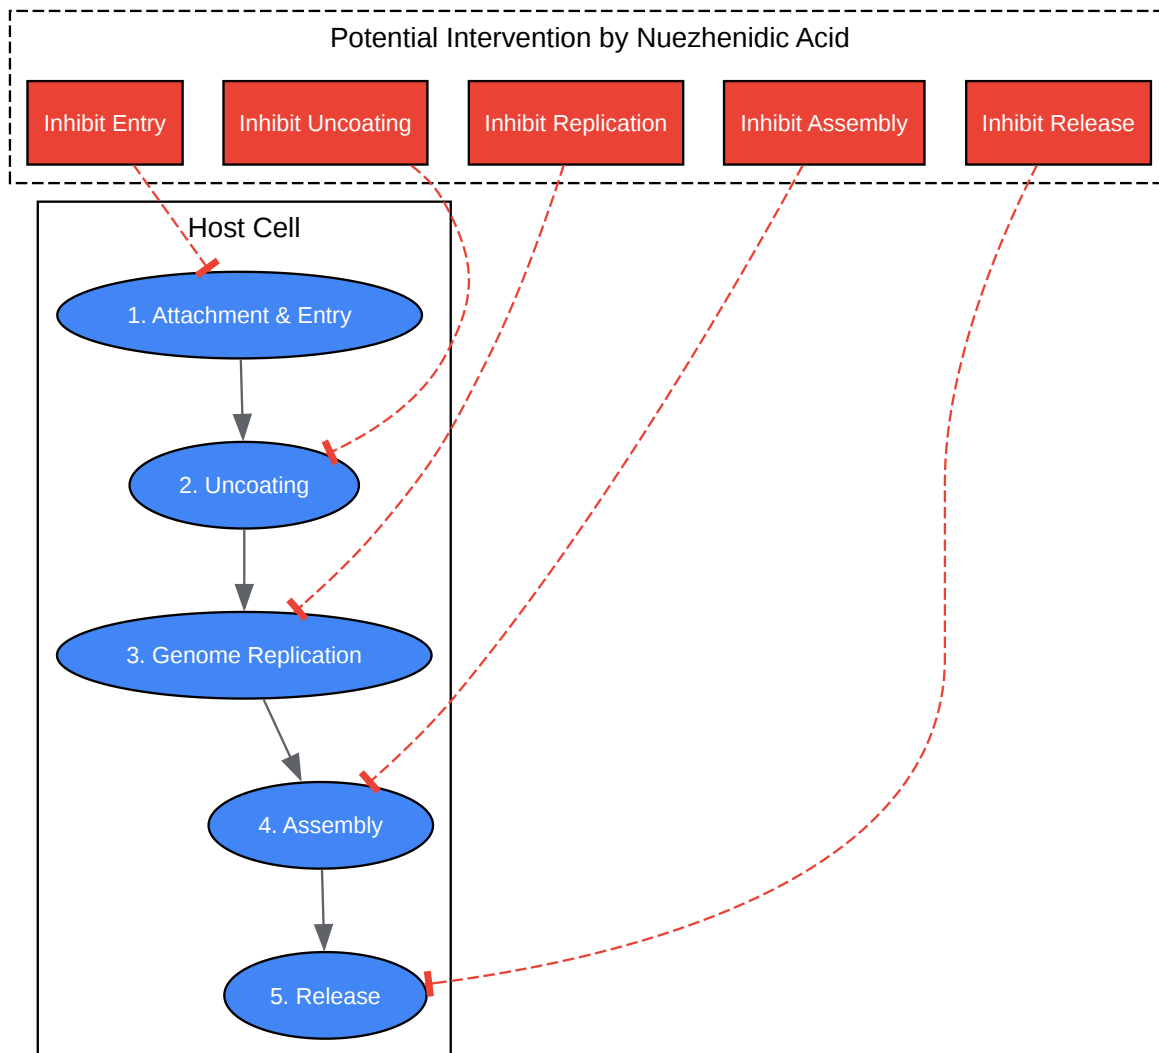 Potential Intervention by Nuezhenidic Acid
Inhibit Entry
Inhibit Uncoating
Inhibit Replication
Inhibit Assembly
Inhibit Release
Host Cell
1. Attachment & Entry
2. Uncoating
3. Genome Replication
4. Assembly
5. Release